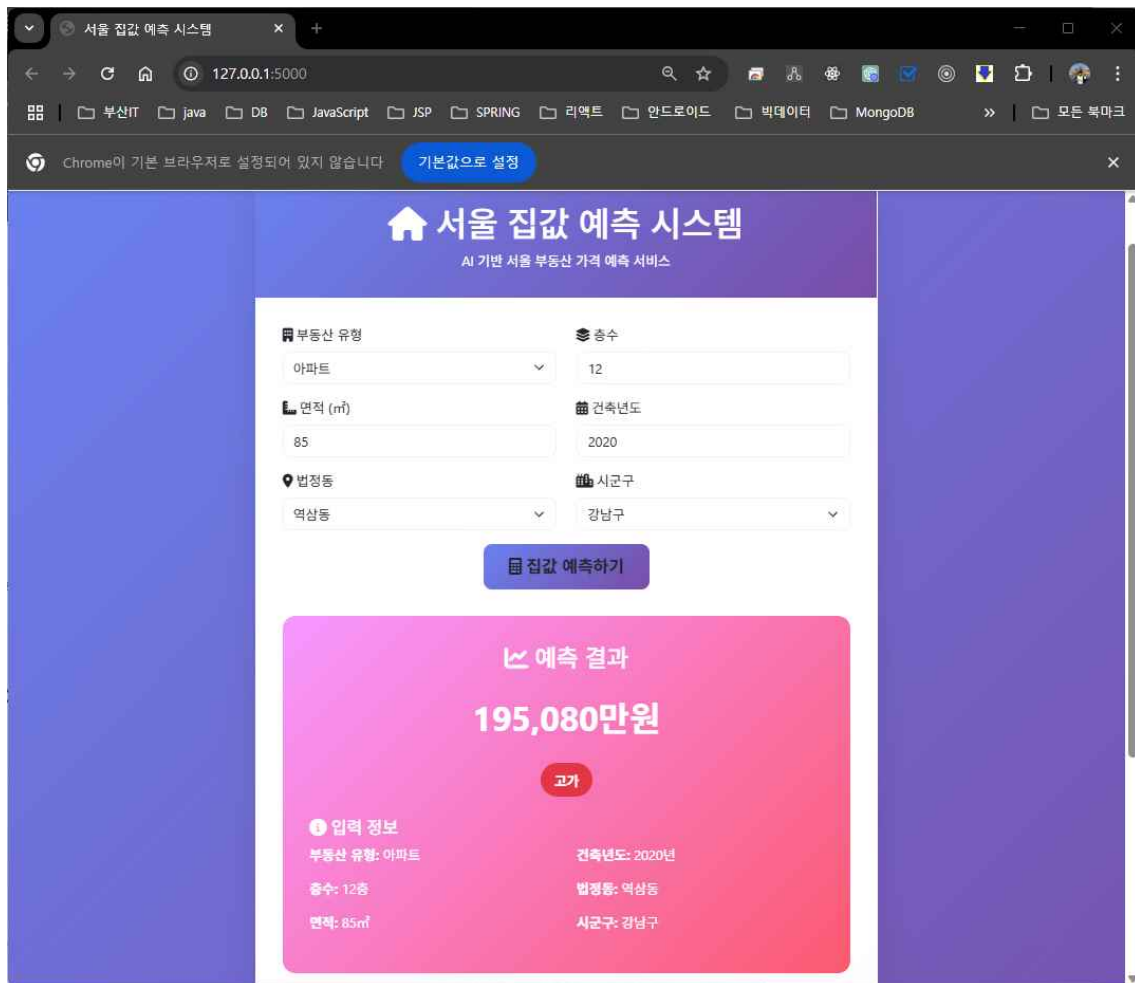 서울 집값 예측 시스템
127.0.0.1:5000
부산IT java DB JavaScript JSP SPRING 리액트 안드로이드 빅데이터 MongoDB » 모든 북마크
Chrome이 기본 브라우저로 설정되어 있지 않습니다 기본값으로 설정
서울 집값 예측 시스템
AI 기반 서울 부동산 가격 예측 서비스
부동산 유형 층수
아파트 12
면적 (㎡) 건축년도
85 2020
법정동 시군구
역삼동 강남구
집값 예측하기
예측 결과
195,080만원
고가
입력 정보
부동산 유형: 아파트 건축년도: 2020년
층수: 12층 법정동: 역삼동
면적: 85㎡ 시군구: 강남구